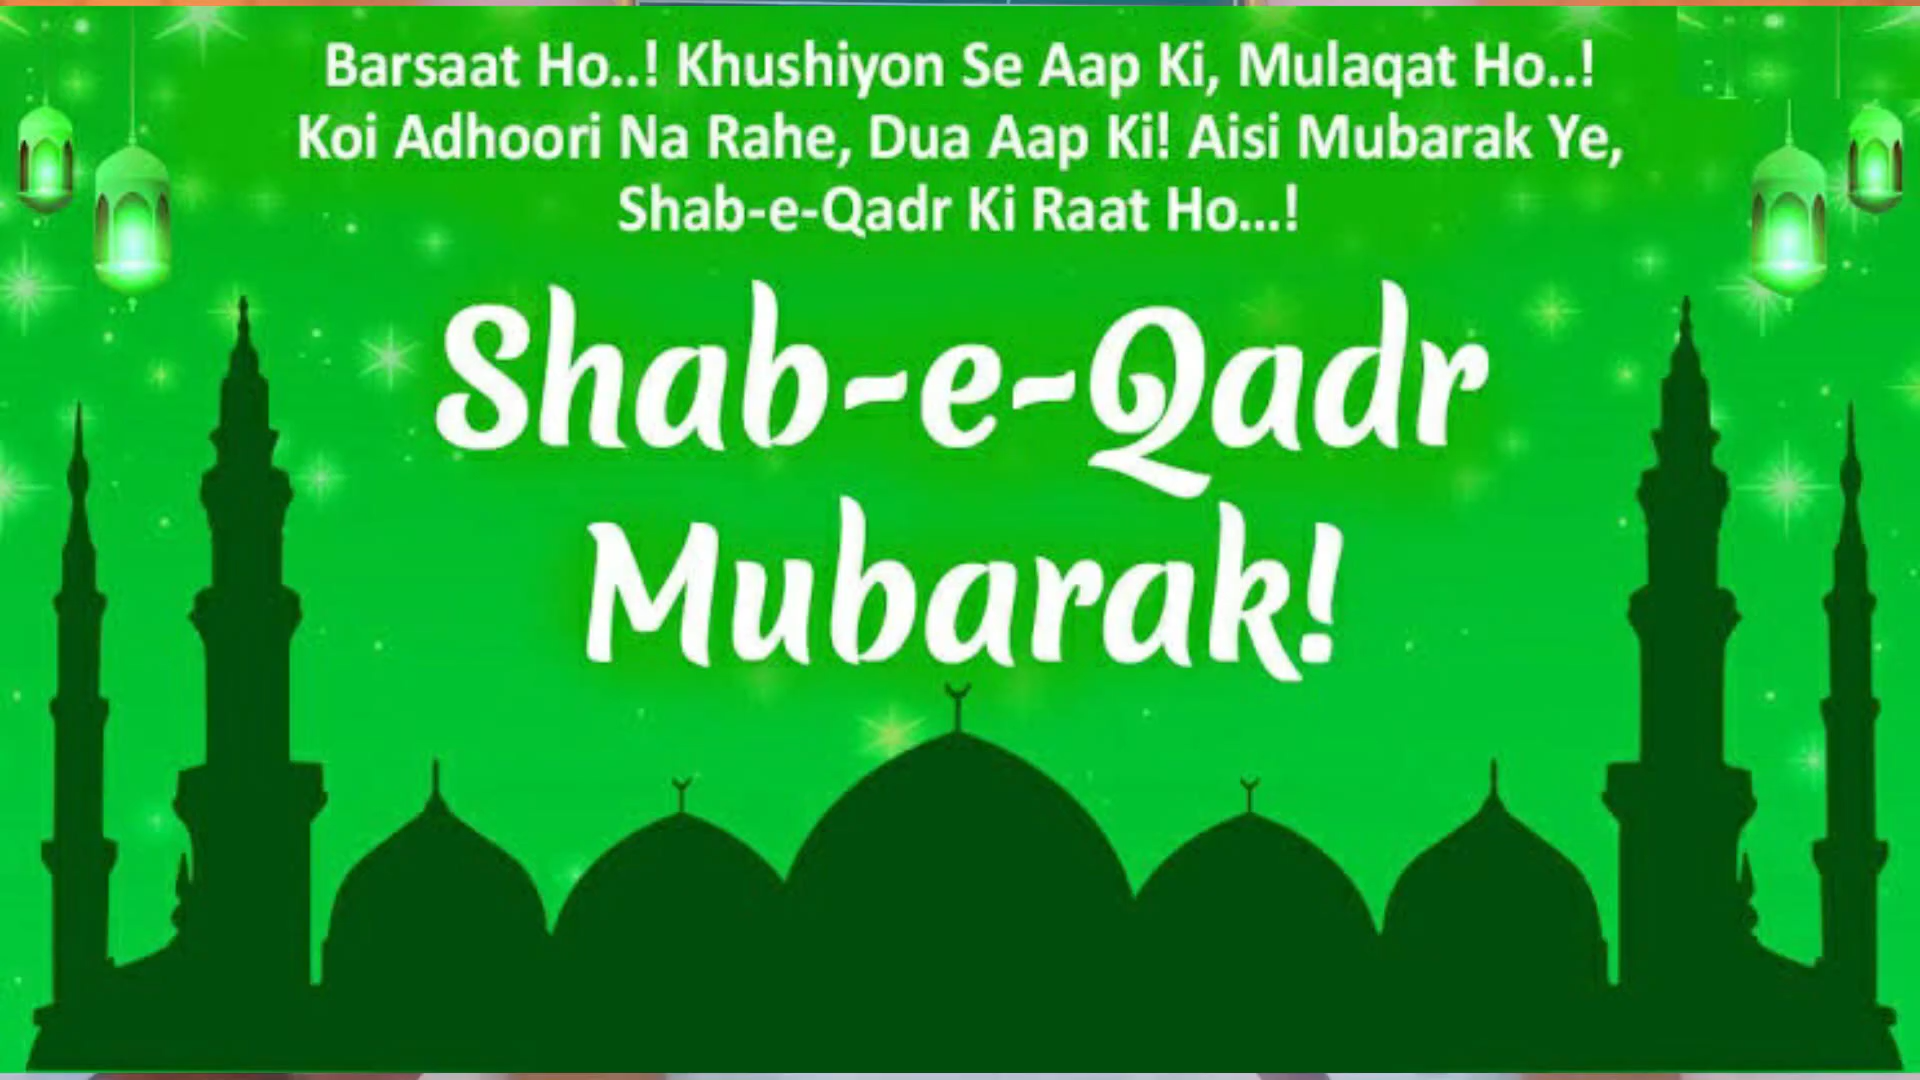 Barsaat Ho..! Khushiyon Se Aap Ki, Mulaqat Ho..!
Koi Adhoori Na Rahe, Dua Aap Ki! Aisi Mubarak Ye,
Shab-e-Qadr Ki Raat Ho...!
Shab-e-Qadr
Mubarak!